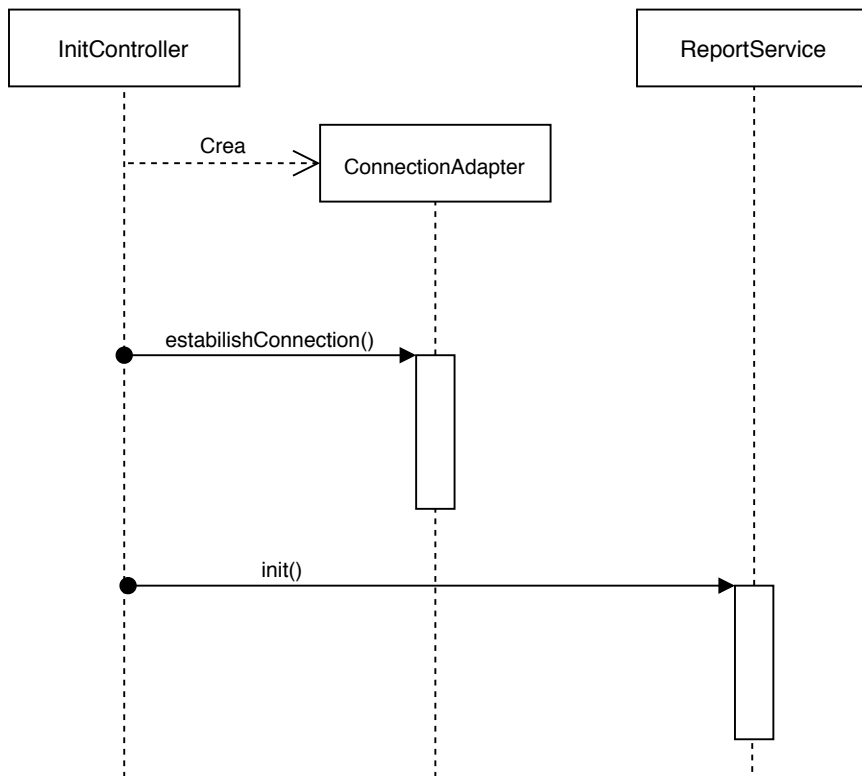 InitController
ReportService
Crea
ConnectionAdapter
estabilishConnection()
init()